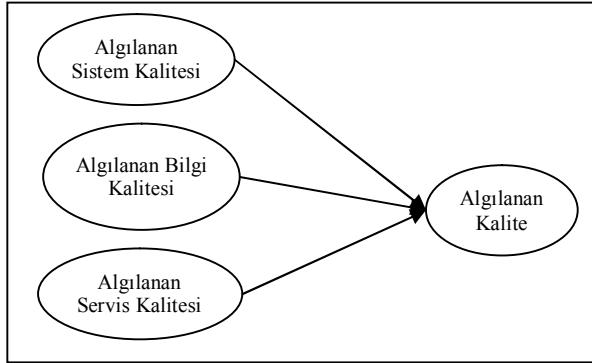 Algılanan
Sistem Kalitesi
Algılanan Bilgi
Kalitesi
Algılanan
Servis Kalitesi
Algılanan
Kalite